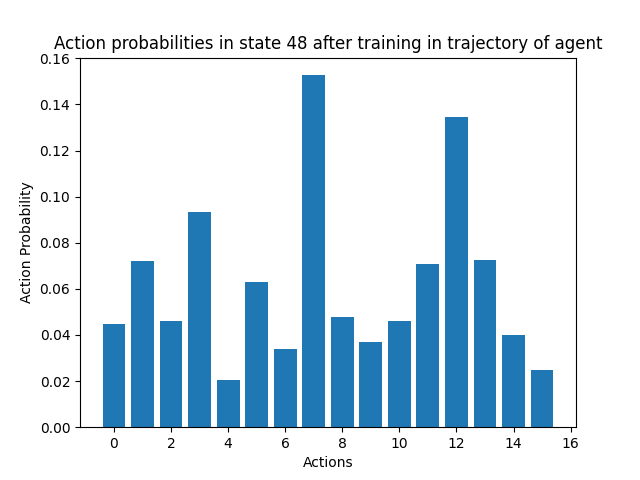 Action probabilities in state 48 after training in trajectory of agent
0.16
0.14
0.12
0.10
0.08
0.06
0.04
0.02
0.00
Action Probability
0 2 4 6 8 10 12 14 16
Actions